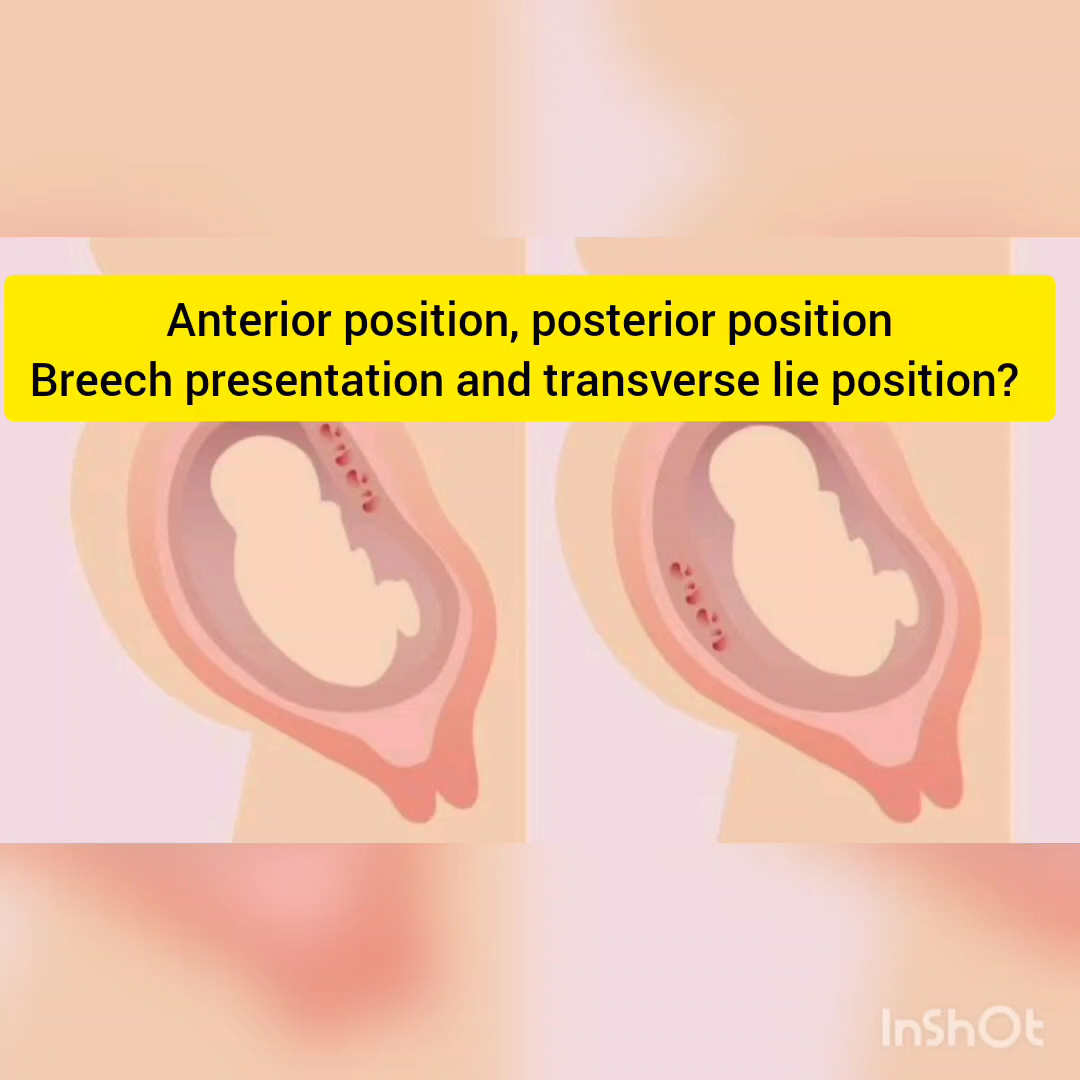 Anterior position, posterior position
Breech presentation and transverse lie position?
InShOt